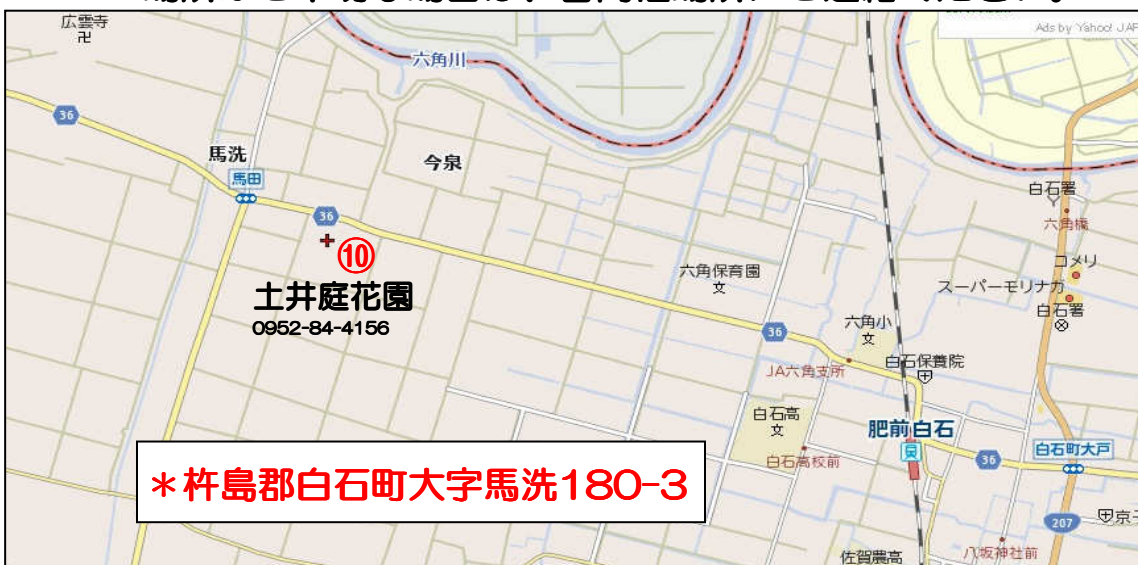 Ads by Yahoo! JAP
広雲寺
卍
六角川
36
馬洗
馬田
今泉
36
⑩
土井庭花園
0952-84-4156
白石署
六角橋
コメリ
スーパーモリナガ
白石署
六角保育園
文
36
六角小
文
JA六角支所
白石保養院
白石高
文
肥前白石
白石高校前
36
白石町大戸
*杵島郡白石町大字馬洗180-3
207
八坂神社前
佐賀農高